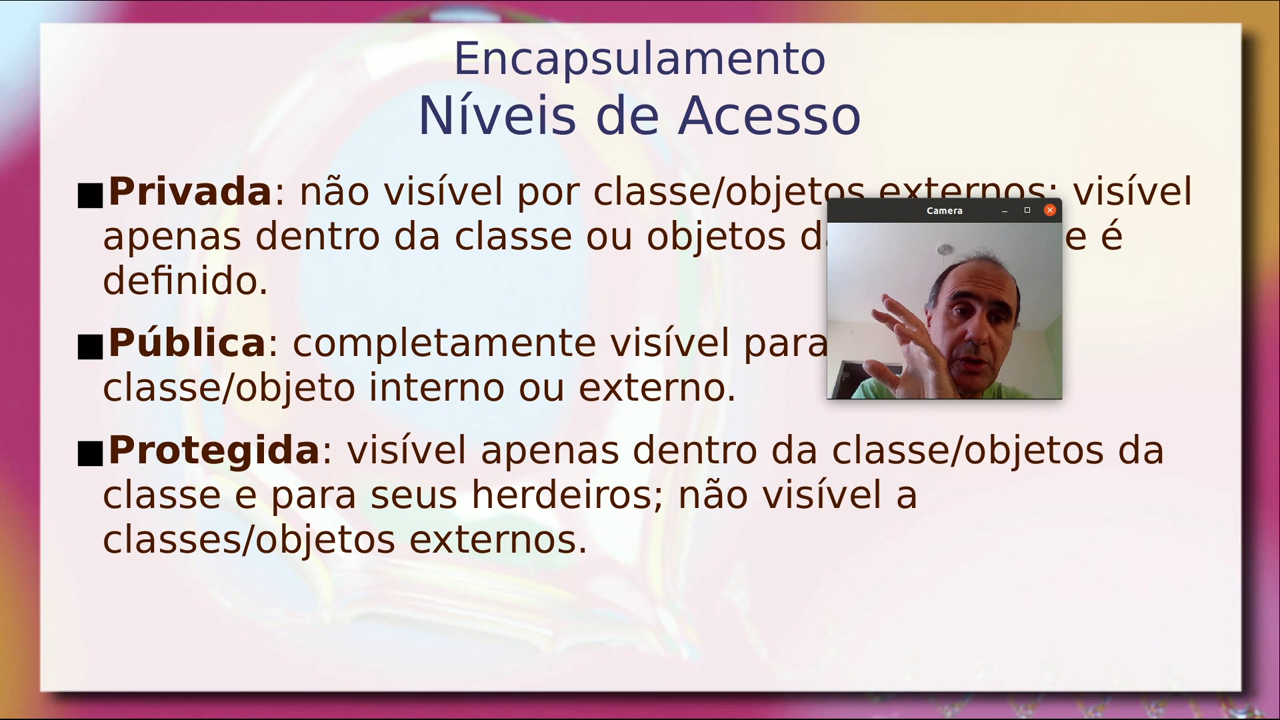 Encapsulamento
Níveis de Acesso
■Privada: não visível por classe/objetos externos; visível
apenas dentro da classe ou objetos e é
definido.
■Pública: completamente visível para
classe/objeto interno ou externo.
■Protegida: visível apenas dentro da classe/objetos da
classe e para seus herdeiros; não visível a
classes/objetos externos.
Camera